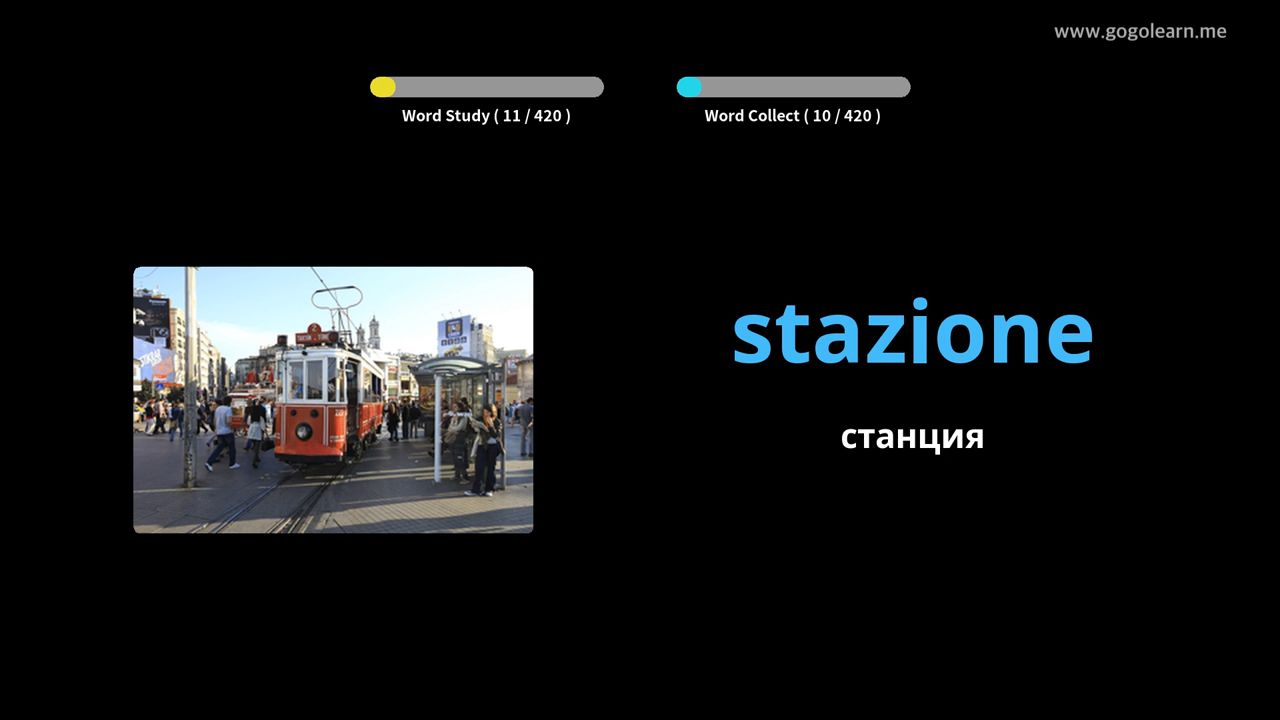 www.gogolearn.me
Word Study ( 11 / 420 )
Word Collect ( 10 / 420 )
stazione
станция